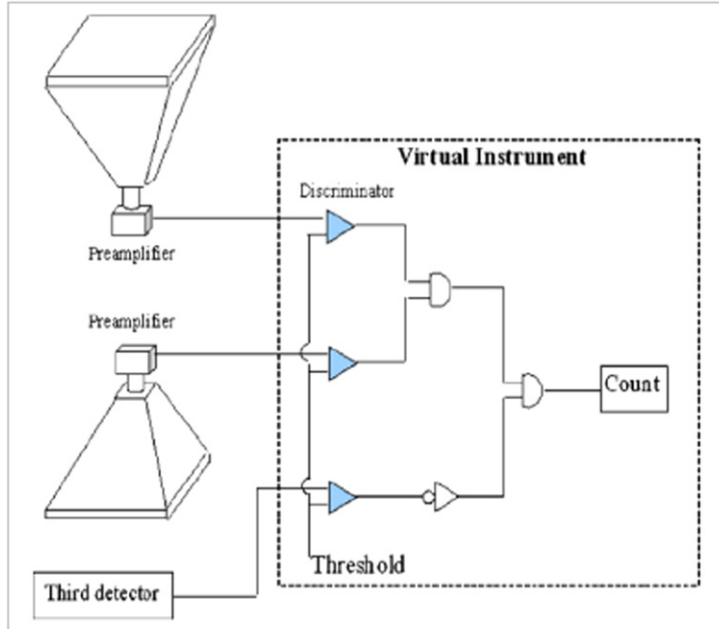 Virtual Instrument
Discriminator
Preamplifier
Preamplifier
Count
Threshold
Third detector